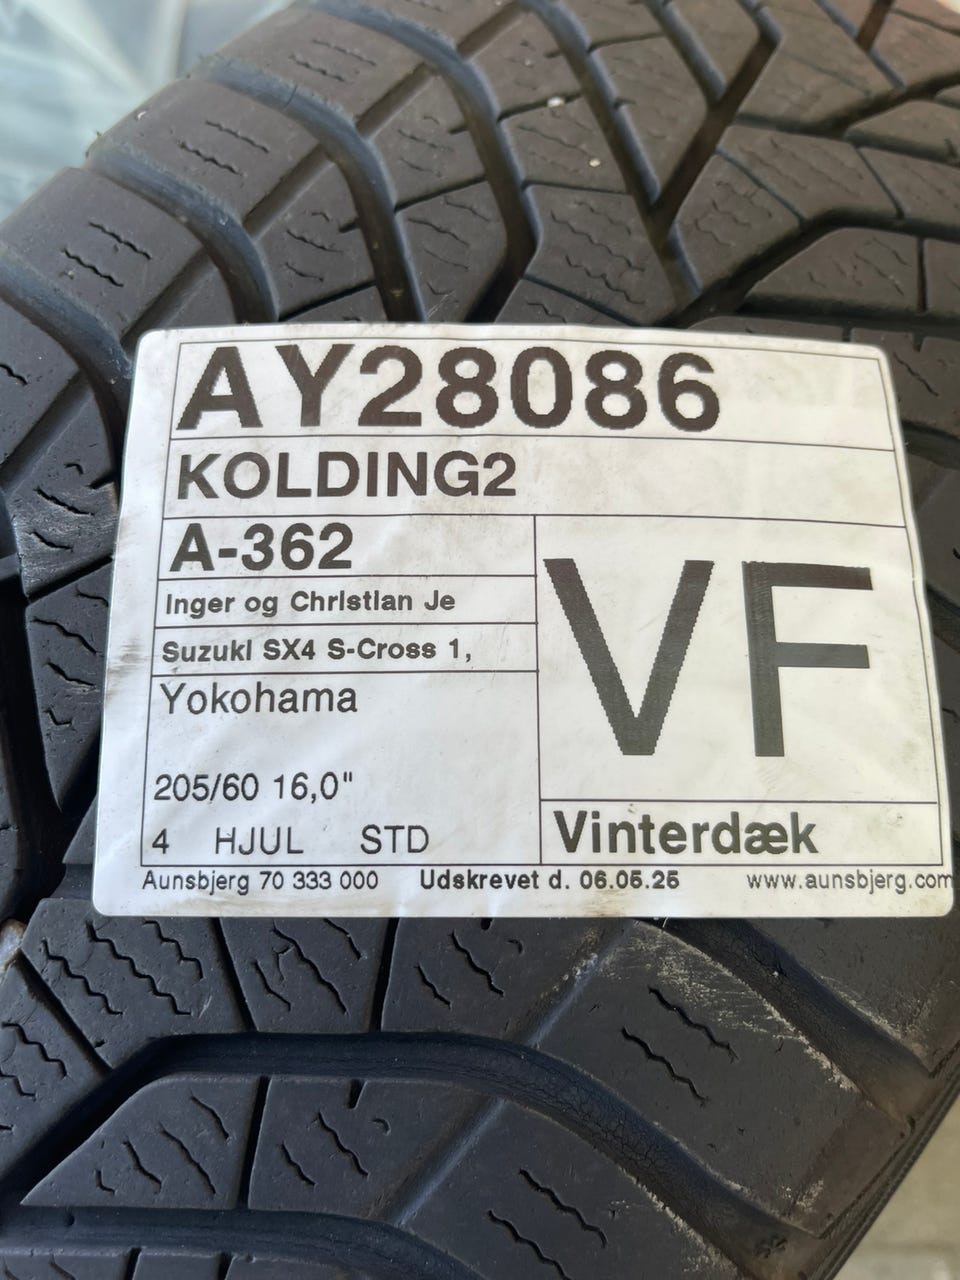 AY28086
KOLDING2
A-362
Inger og Christian Je
Suzuki SX4 S-Cross 1,
Yokohama
205/60 16,0"
4 HJUL STD
VF
Vinterdæk
Aunsbjerg 70 333 000 Udskrevet d. 06.05.25 www.aunsbjerg.com